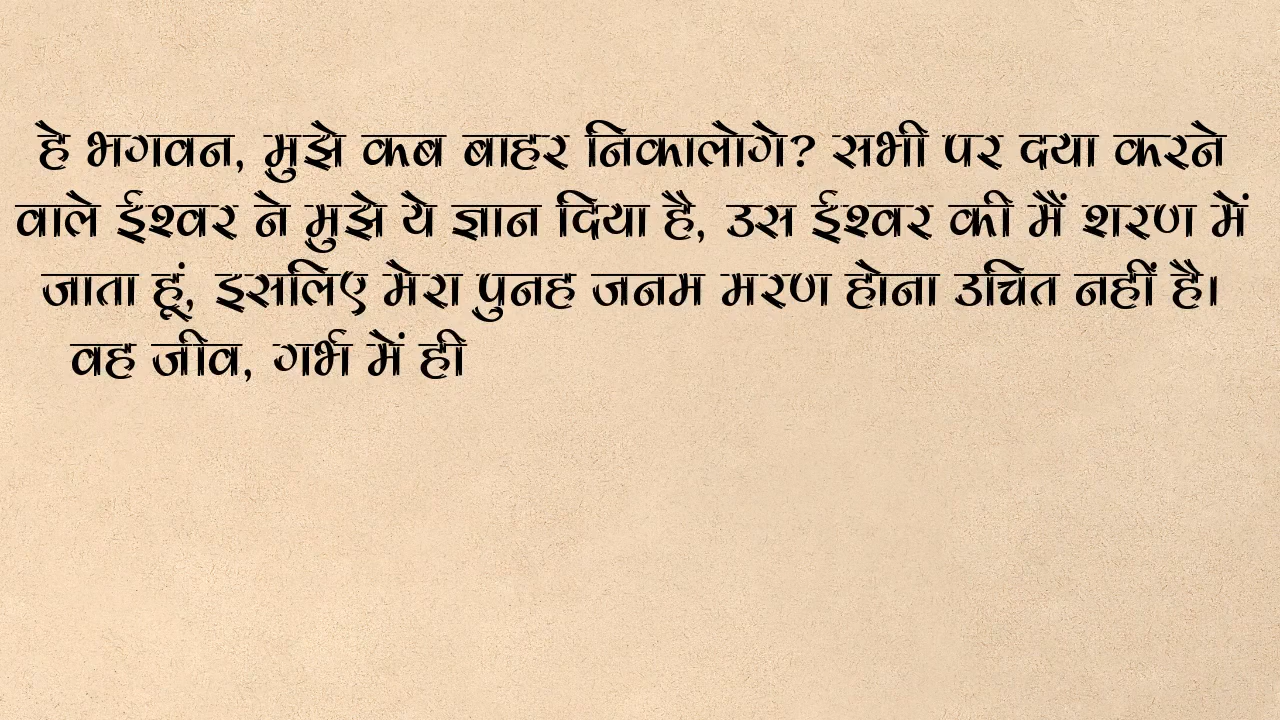 हे भगवन, मुझे कब बाहर निकालोगे? सभी पर दया करने
वाले ईश्वर ने मुझे ये ज्ञान दिया है, उस ईश्वर की मैं शरण में
जाता हूं, इसलिए मेरा पुनह जनम मरण होना उचित नहीं है।
वह जीव, गर्भ में ही